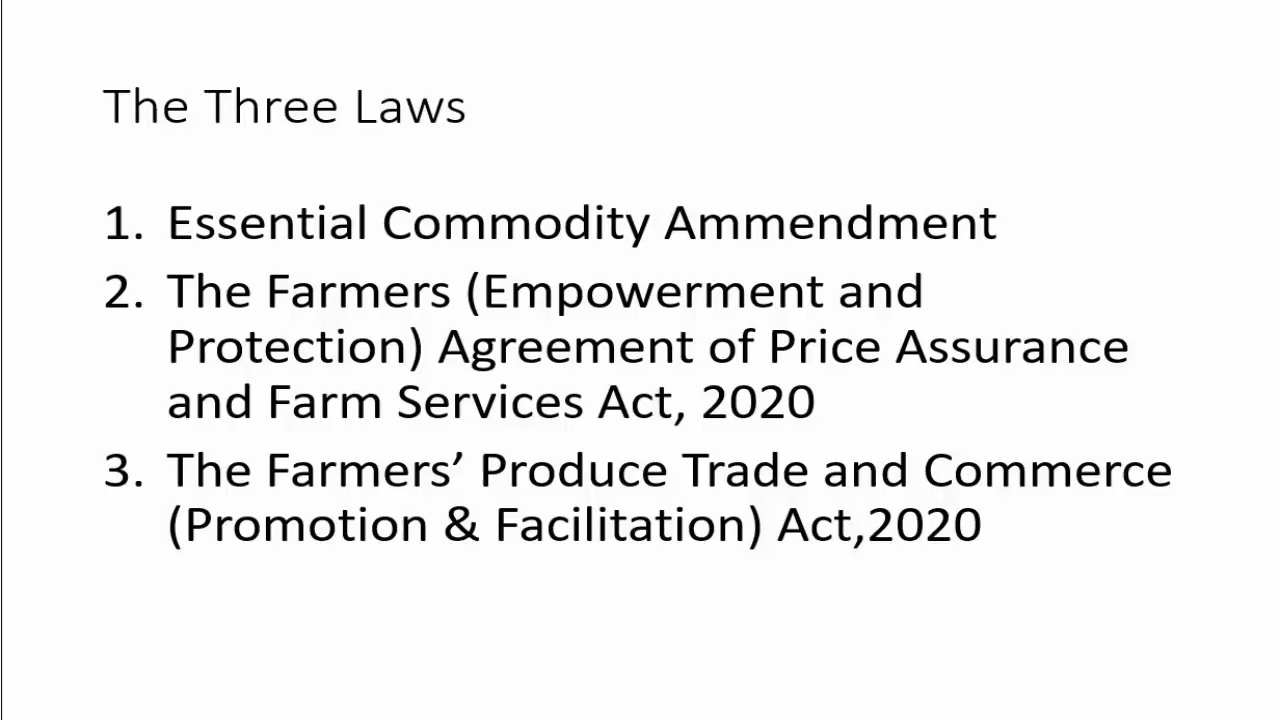 The Three Laws
1. Essential Commodity Ammendment
2. The Farmers (Empowerment and
Protection) Agreement of Price Assurance
and Farm Services Act, 2020
3. The Farmers’ Produce Trade and Commerce
(Promotion & Facilitation) Act,2020